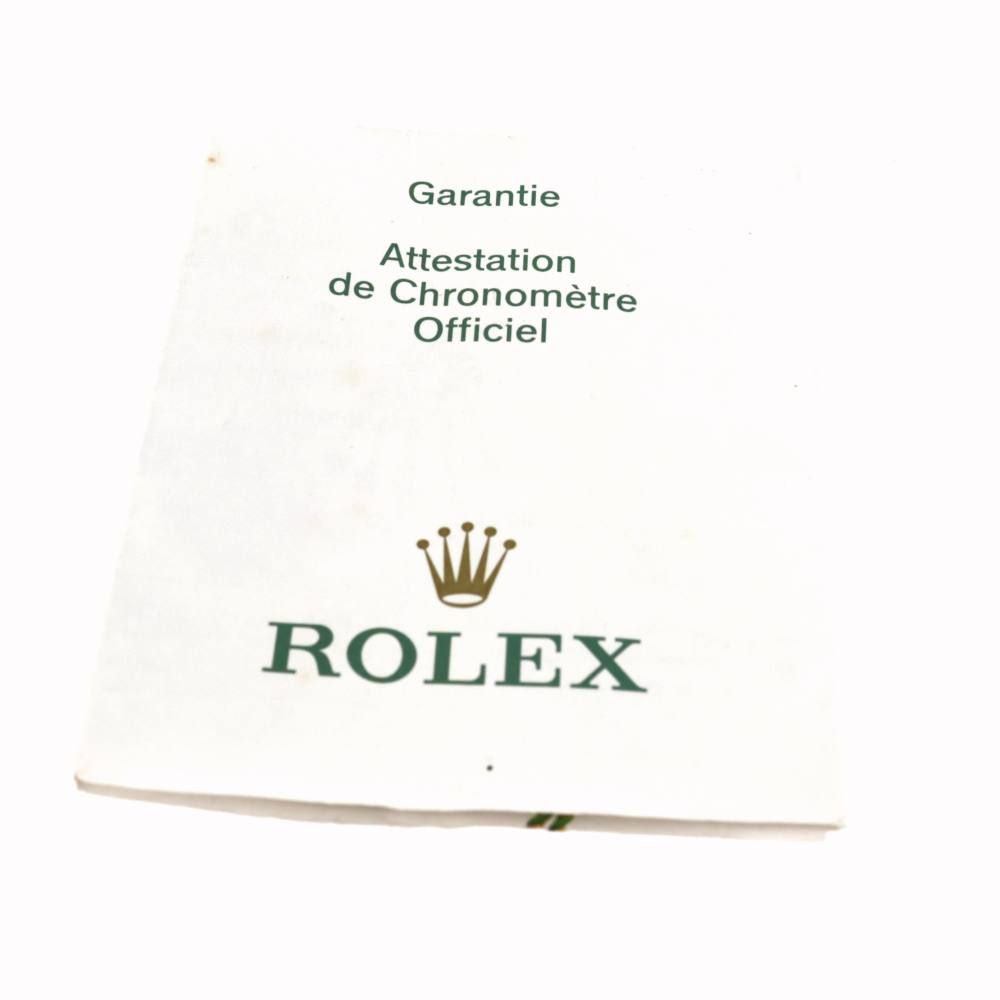 Garantie
Attestation
de Chronomètre
Officiel
ROLEX